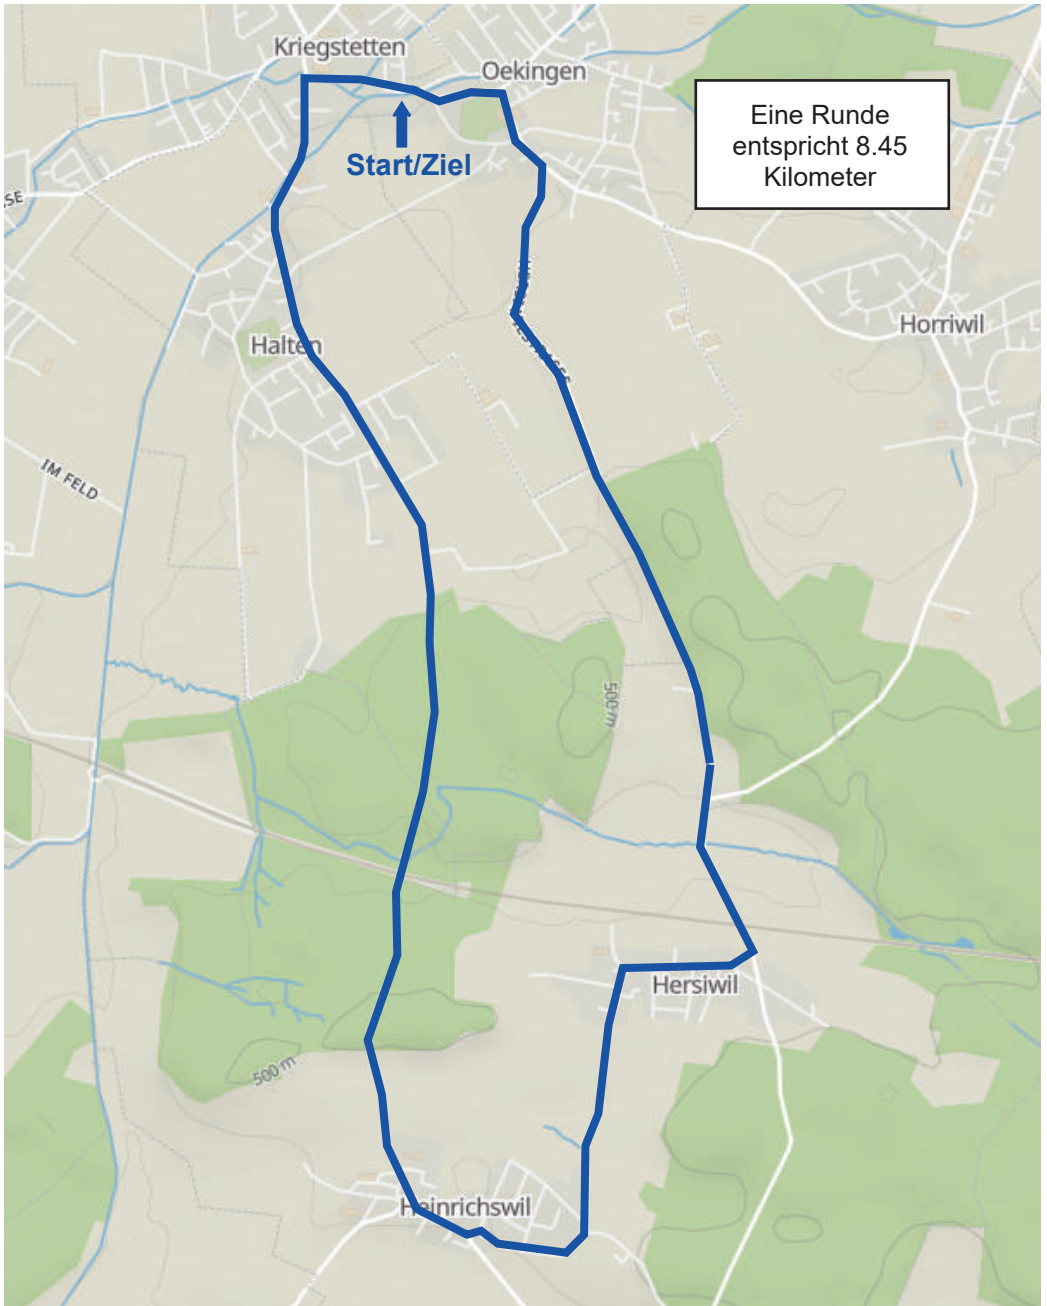 Kriegstetten
Oekingen
Eine Runde
entspricht 8.45
Kilometer
Start/Ziel
Horriwil
Halten
IM FELD
500 m
Hersiwil
500 m
Heinrichswil